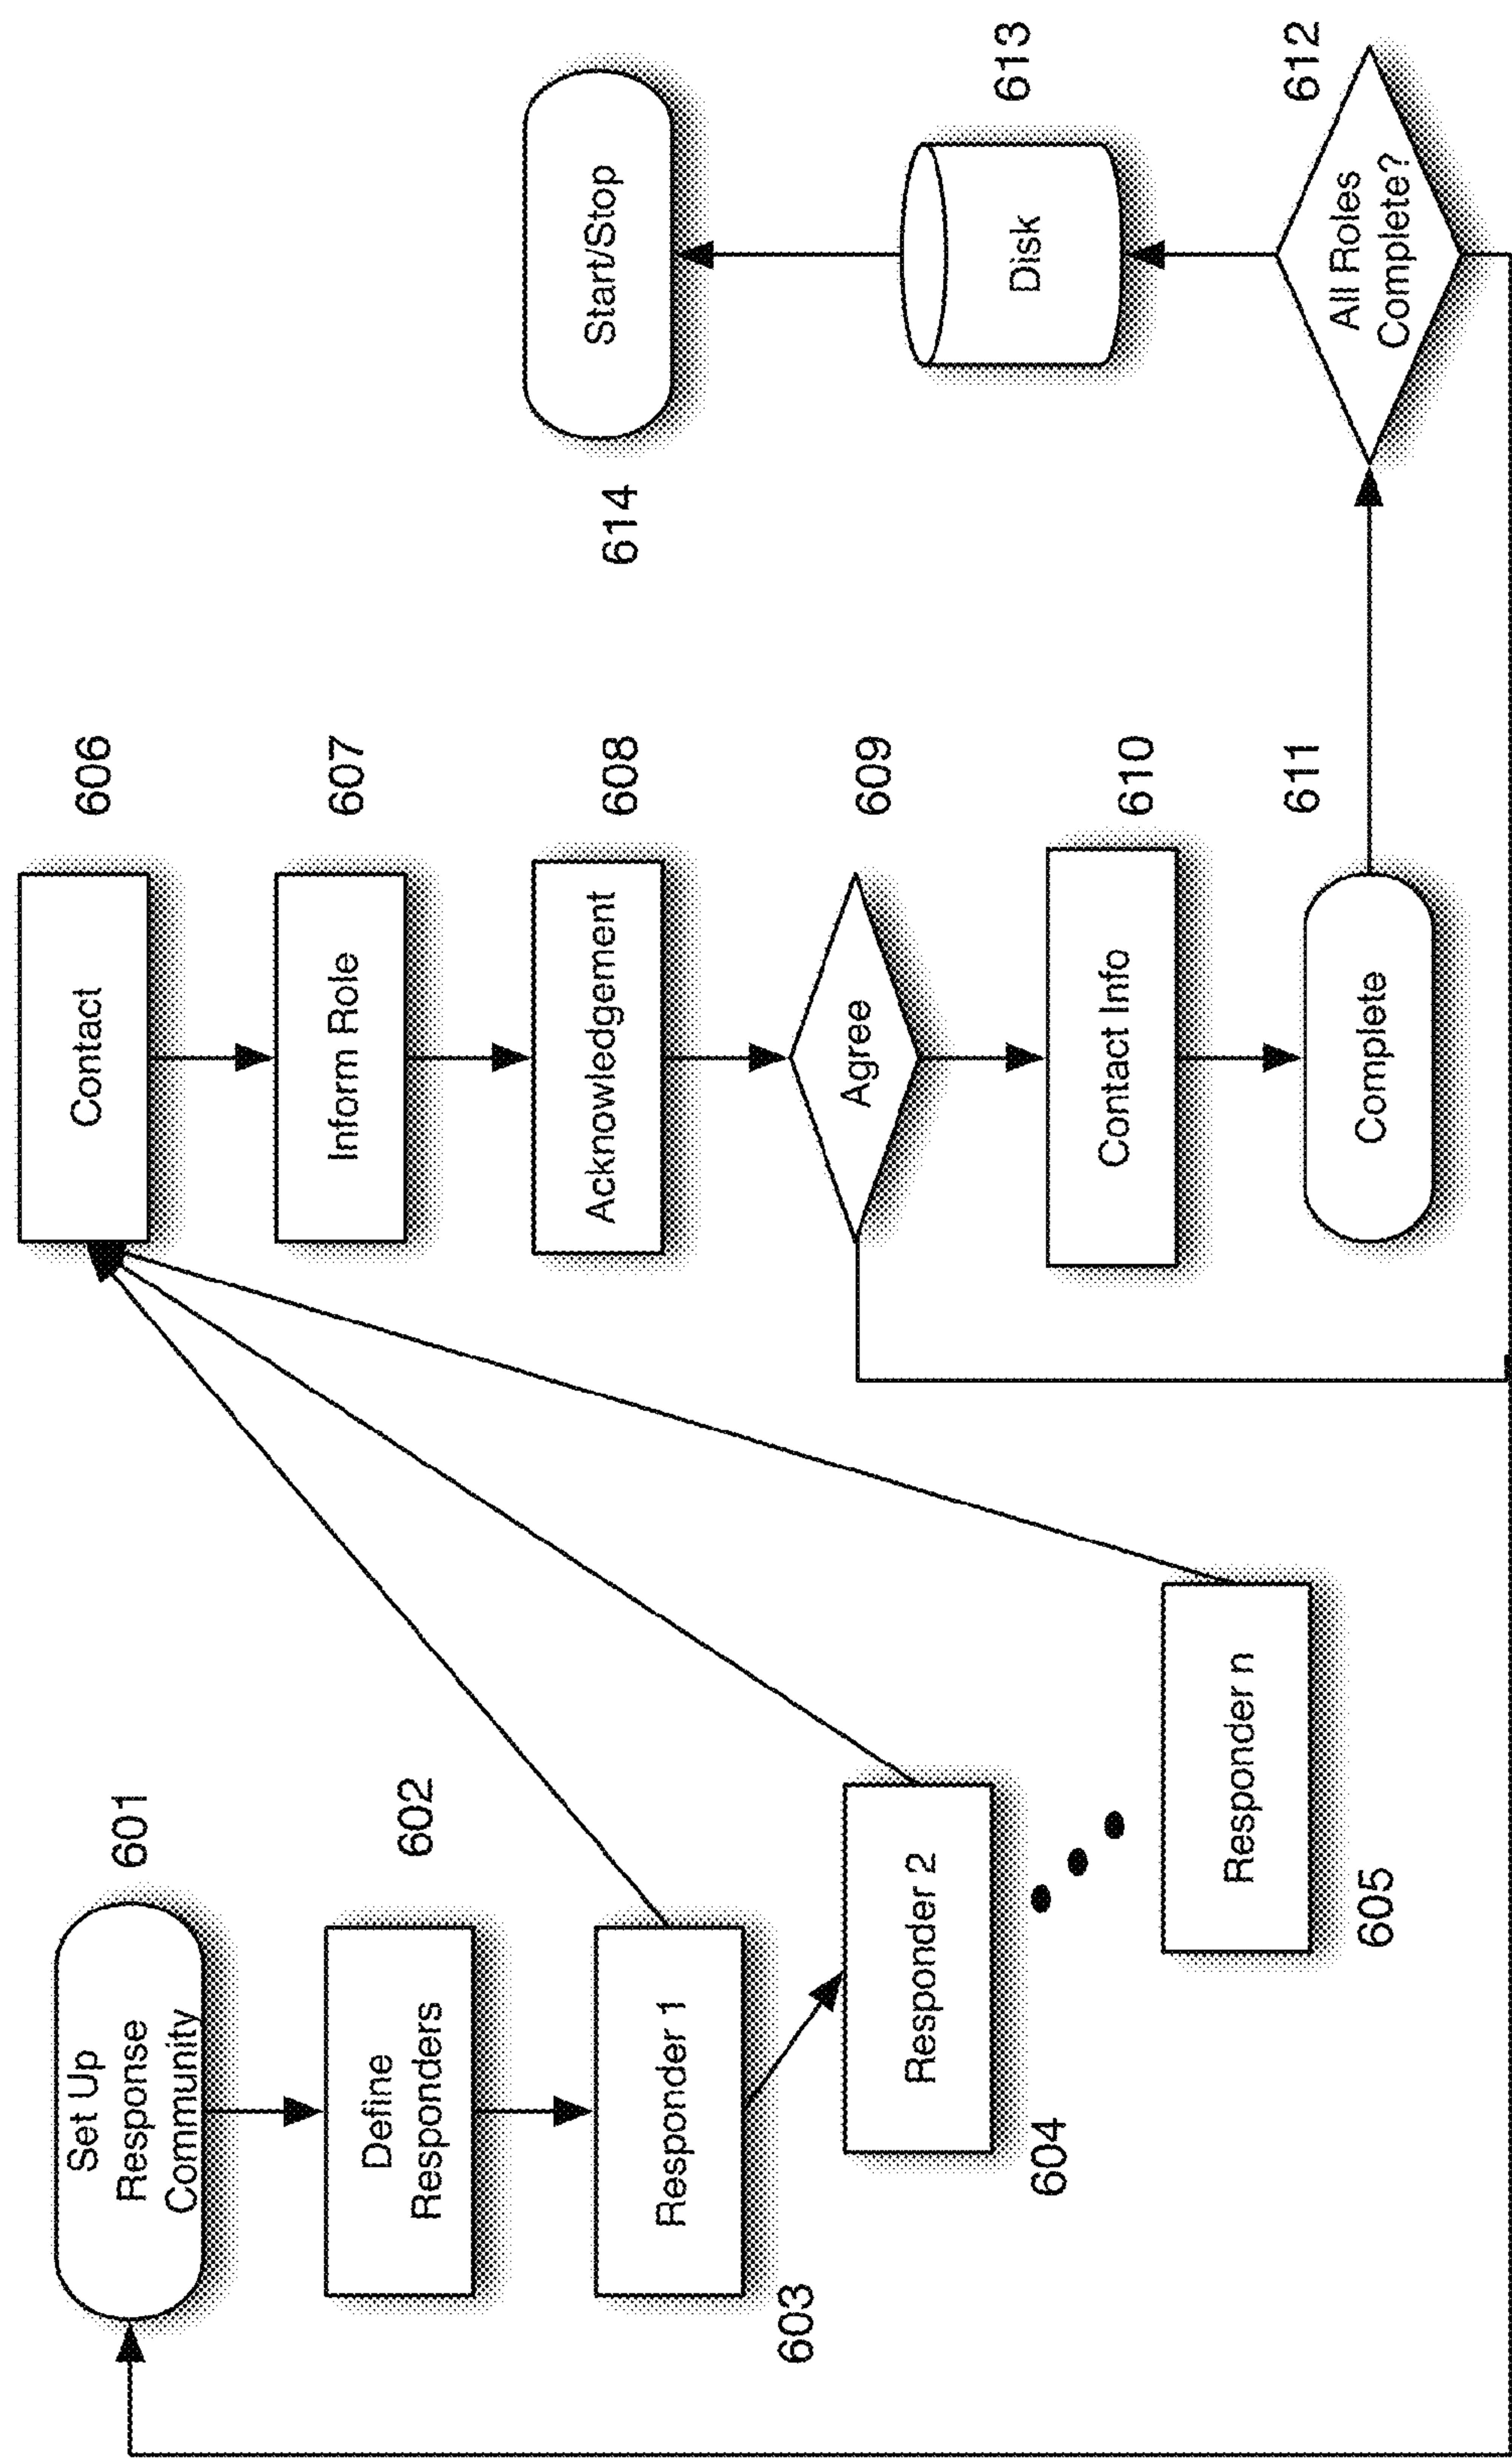 Set Up
Response
Community
601
Define
Responders
602
Responder 1
603
Responder 2
604
Responder n
605
Contact
606
Inform Role
607
Acknowledgement
608
Agree
609
Contact Info
610
Complete
611
All Roles
Complete?
612
Disk
613
Start/Stop
614